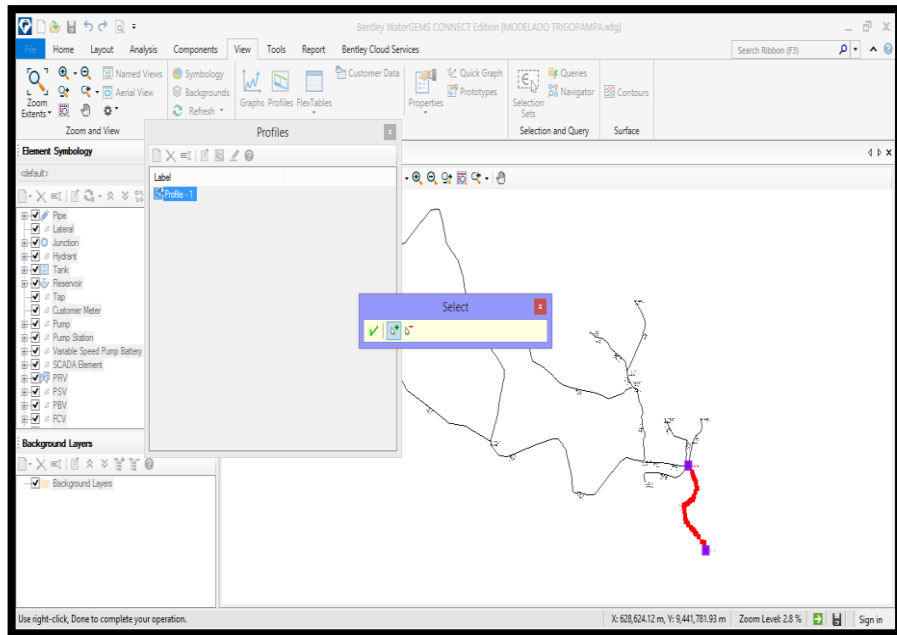 Bentley WaterGEMS CONNECT Edition [MODELADO TRIGOPAMPA.wtg]
File Home Layout Analysis Components View Tools Report Bentley Cloud Services
Search Ribbon (F3)
Zoom Extents
Named Views
Aerial View
Zoom and View
Symbology
Backgrounds
Refresh
Graphs Profiles FlexTables
Customer Data
Properties
Quick Graph
Prototypes
Selection Sets
Queries
Navigator
Selection and Query
Contours
Surface
Element Symbology
<default>
Pipe
Lateral
Junction
Hydrant
Tank
Reservoir
Tap
Customer Meter
Pump
Pump Station
Variable Speed Pump Battery
SCADA Element
PRV
PSV
PBV
FCV
Profiles
Label
Profile - 1
Select
Background Layers
Background Layers
Use right-click, Done to complete your operation.
X: 628,624.12 m, Y: 9,441,781.93 m Zoom Level: 2.8 % Sign in